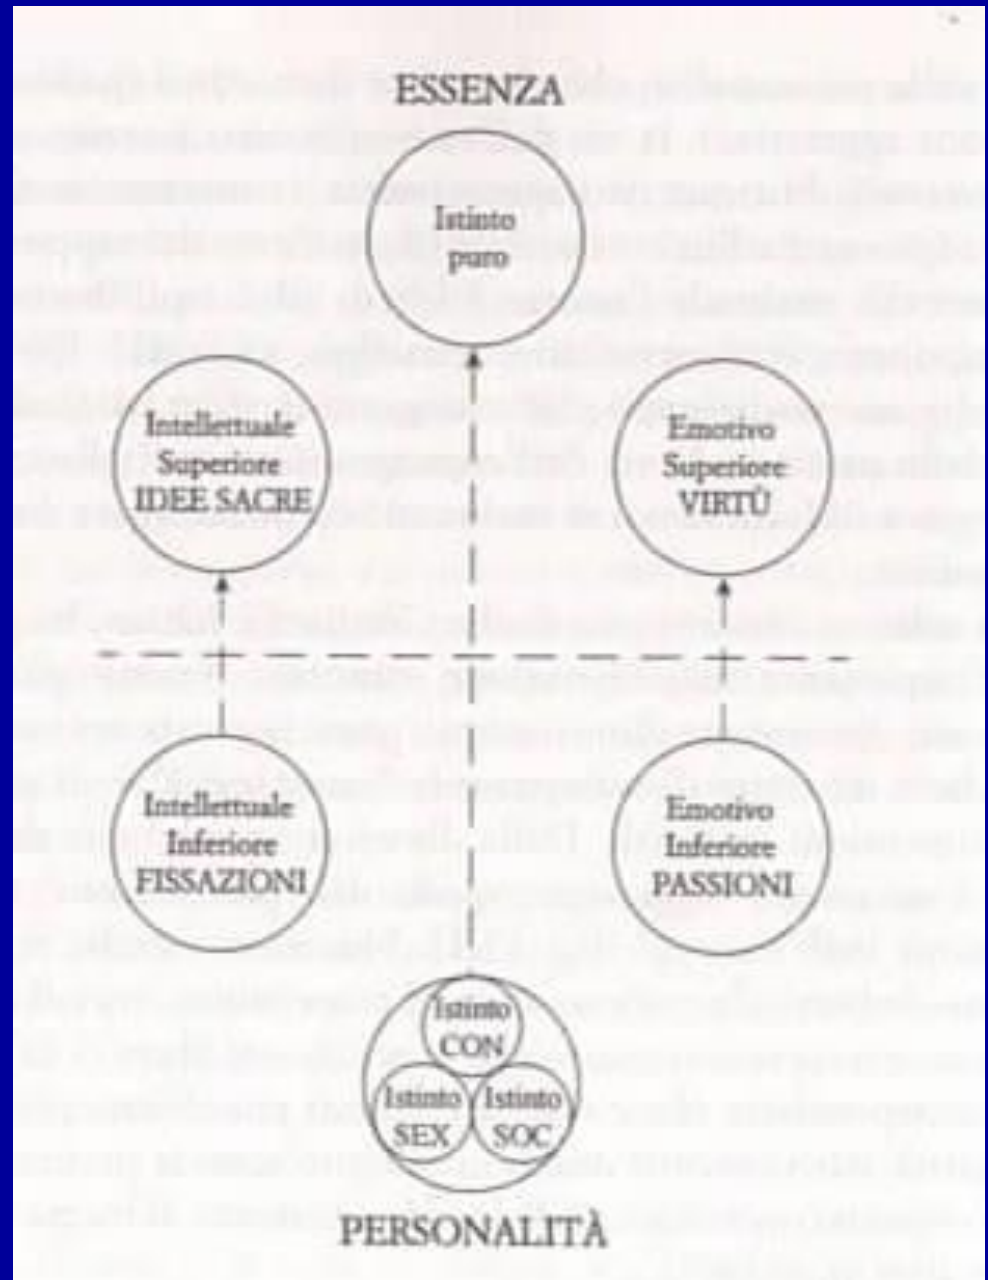 ESSENZA
Istinto
puro
Intellettuale
Superiore
IDEE SACRE
Emotivo
Superiore
VIRTÙ
Intellettuale
Inferiore
FISSAZIONI
Emotivo
Inferiore
PASSIONI
Istinto
CON
Istinto
SEX
Istinto
SOC
PERSONALITÀ